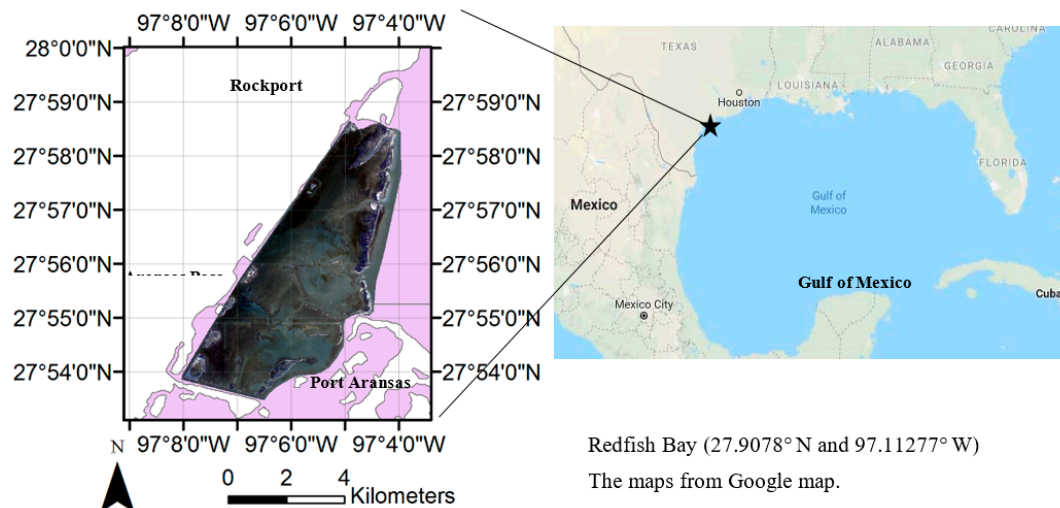 97°8'0"W 97°6'0"W 97°4'0"W
28°0'0"N
27°59'0"N
27°58'0"N
27°57'0"N
27°56'0"N
27°55'0"N
27°54'0"N
Rockport
Port Aransas
27°59'0"N
27°58'0"N
27°57'0"N
27°56'0"N
27°55'0"N
27°54'0"N
97°8'0"W 97°6'0"W 97°4'0"W
N
0 2 4
Kilometers
TEXAS
LOUISIANA
ALABAMA
GEORGIA
CAROLINA
Houston
FLORIDA
Gulf of
Mexico
Mexico
Gulf of Mexico
Mexico City
Cuba
Redfish Bay (27.9078° N and 97.11277° W)
The maps from Google map.